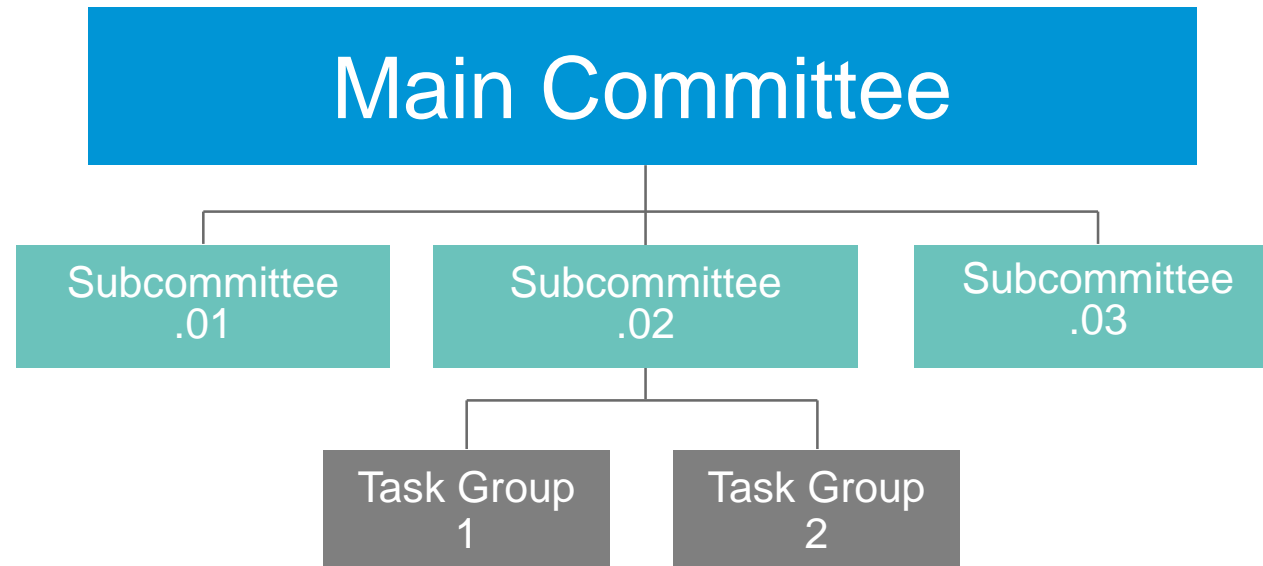 Main Committee
Subcommittee
.01
Subcommittee
.02
Subcommittee
.03
Task Group
1
Task Group
2